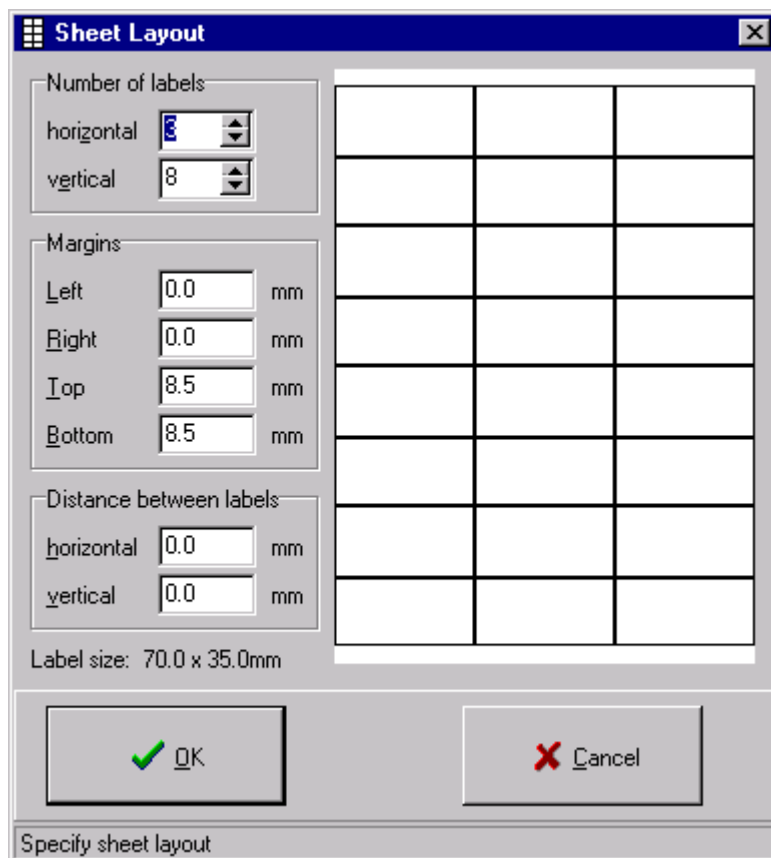 Sheet Layout
Number of labels
horizontal 3
vertical 8
Margins
Left 0.0 mm
Right 0.0 mm
Top 8.5 mm
Bottom 8.5 mm
Distance between labels
horizontal 0.0 mm
vertical 0.0 mm
Label size: 70.0 x 35.0mm
OK Cancel
Specify sheet layout